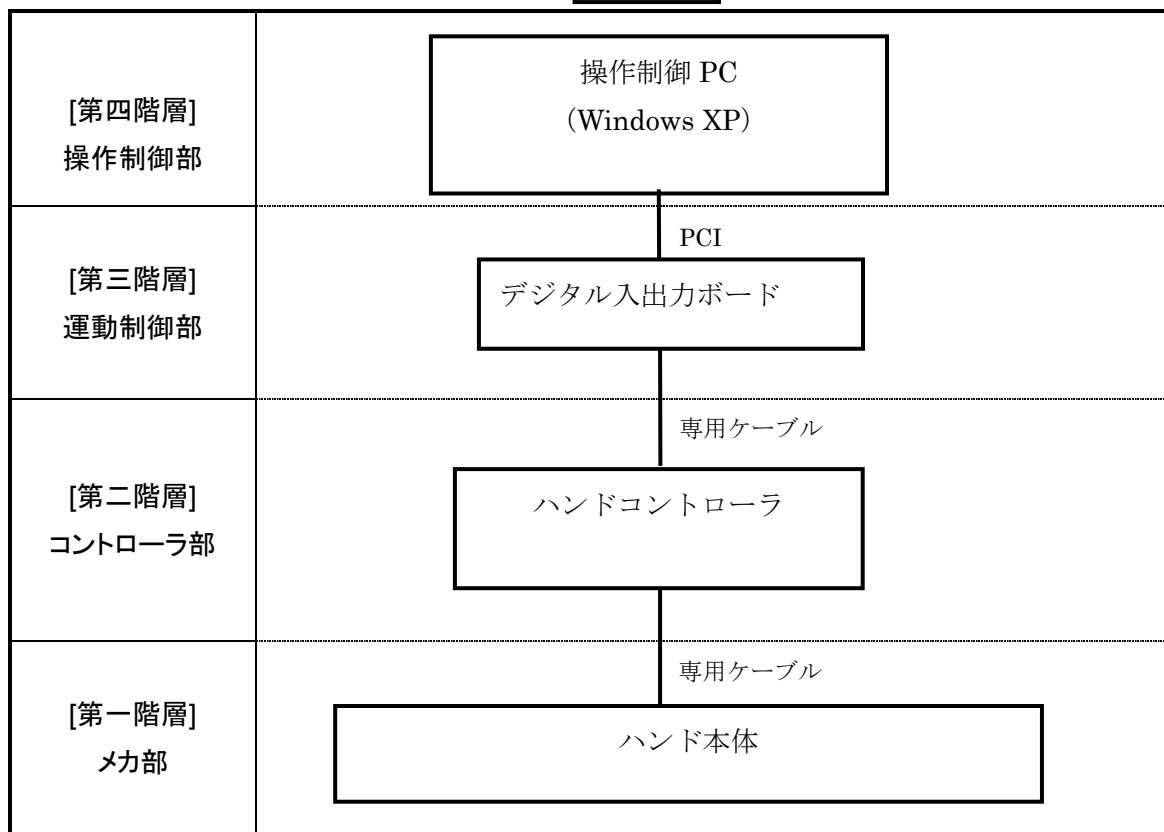 [第四階層]
操作制御部
操作制御 PC
(Windows XP)
PCI
[第三階層]
運動制御部
デジタル入出力ボード
専用ケーブル
[第二階層]
コントローラ部
ハンドコントローラ
専用ケーブル
[第一階層]
メカ部
ハンド本体